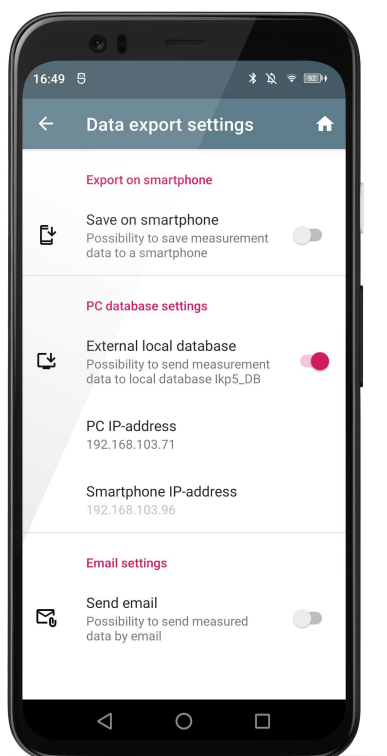 16:49
92
Data export settings
Export on smartphone
Save on smartphone
Possibility to save measurement
data to a smartphone
PC database settings
External local database
Possibility to send measurement
data to local database Ikp5_DB
PC IP-address
192.168.103.71
Smartphone IP-address
192.168.103.96
Email settings
Send email
Possibility to send measured
data by email